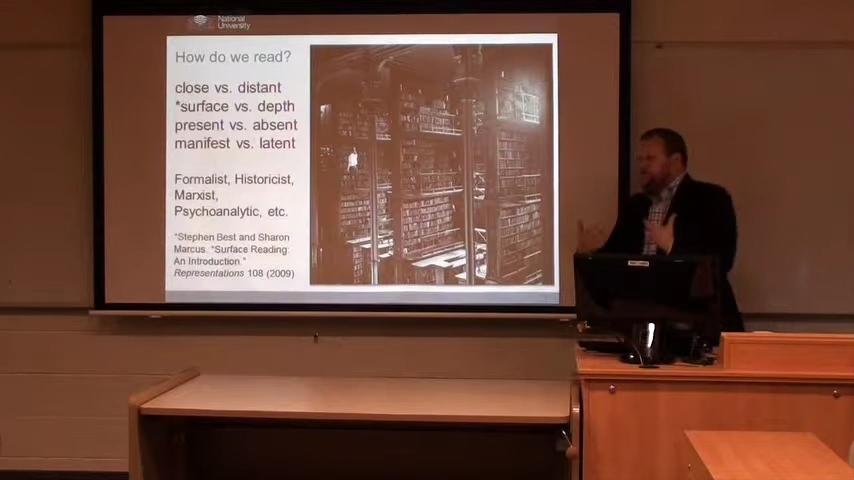 National
University
How do we read?
close vs. distant
*surface vs. depth
present vs. absent
manifest vs. latent
Formalist, Historicist,
Marxist,
Psychoanalytic, etc.
*Stephen Best and Sharon
Marcus. "Surface Reading:
An Introduction."
Representations 108 (2009)